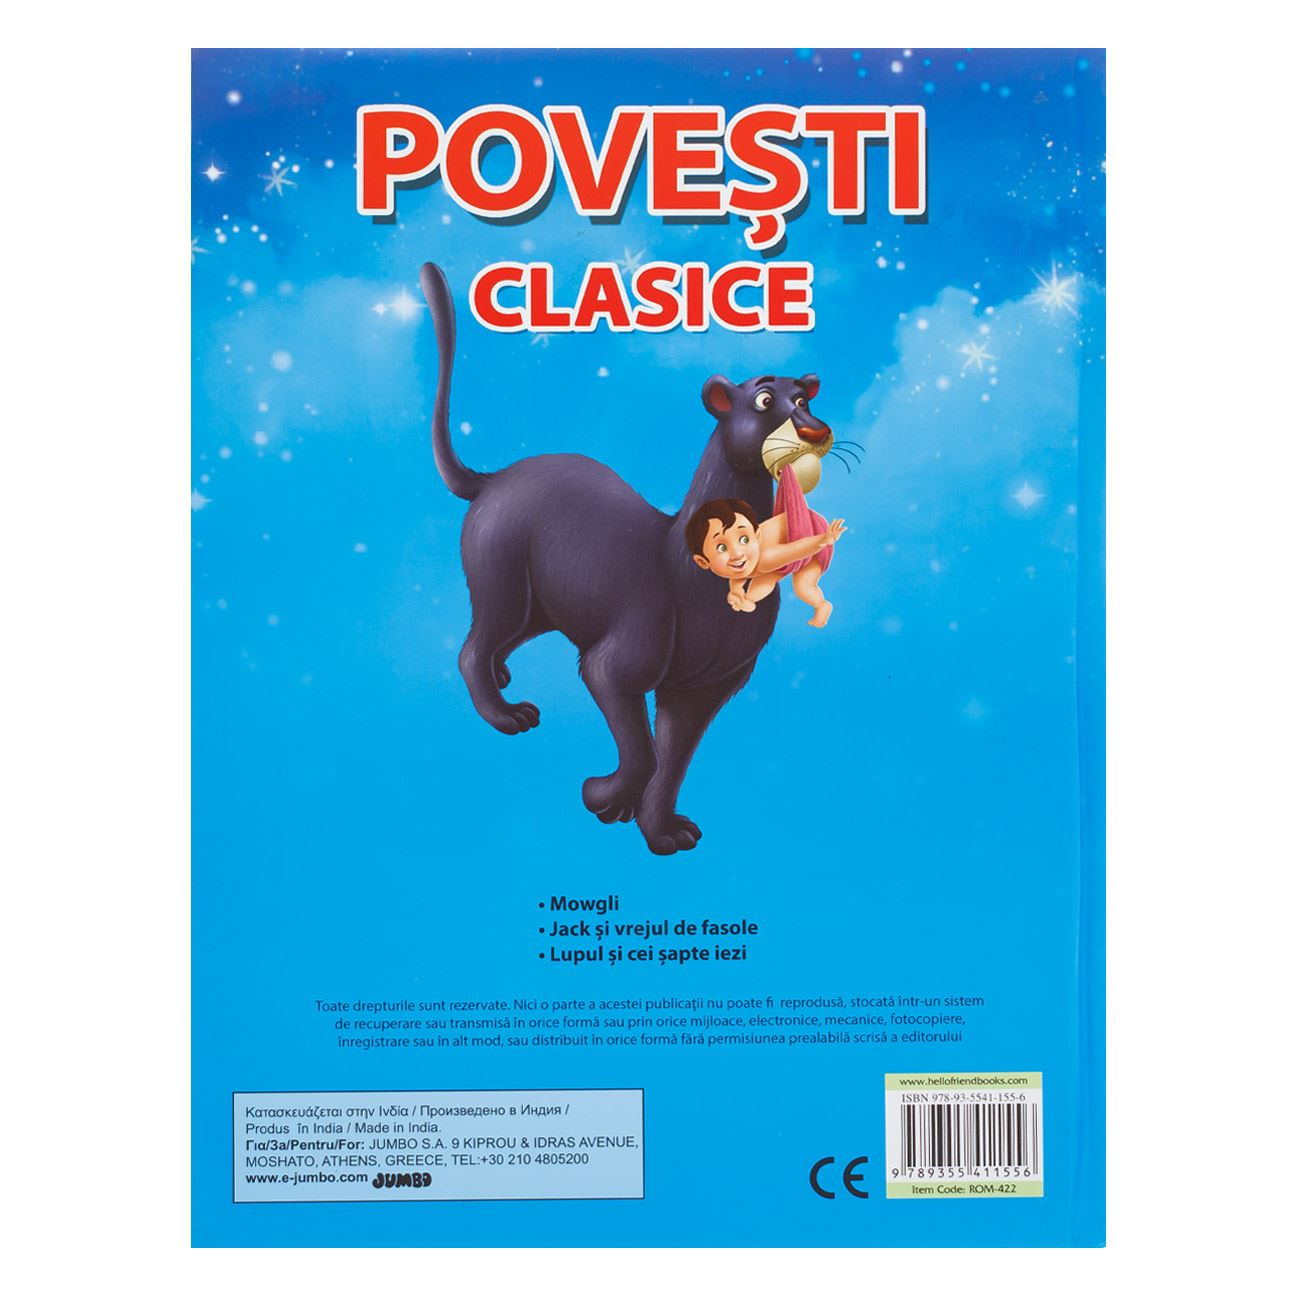 POVEȘTI
CLASICE
• Mowgli
• Jack și vrejul de fasole
• Lupul și cei șapte iezi
Toate drepturile sunt rezervate. Nici o parte a acestei publicații nu poate fi reprodusă, stocată într-un sistem
de recuperare sau transmisă în orice formă sau prin orice mijloace, electronice, mecanice, fotocopiere,
înregistrare sau în alt mod, sau distribuit în orice formă fără permisiunea prealabilă scrisă a editorului
Κατασκευάζεται στην Ινδία / Произведено в Индия /
Produs în India / Made in India.
Για/За/Pentru/For: JUMBO S.A. 9 KIPROU & IDRAS AVENUE,
MOSHATO, ATHENS, GREECE, TEL:+30 210 4805200
www.e-jumbo.com JUMBO
CE
www.hellofriendbooks.com
ISBN 978-93-5541-155-6
9 789355 411556
Item Code: ROM-422